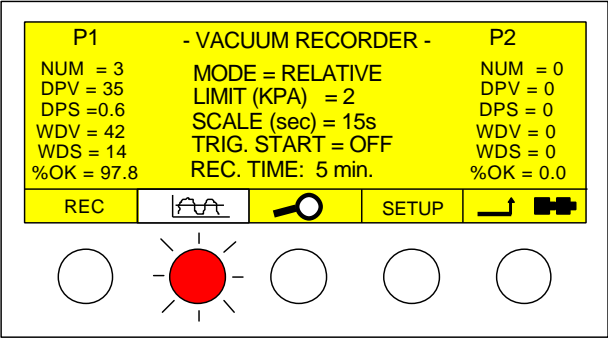 P1
- VACUUM RECORDER -
P2
NUM = 3
DPV = 35
DPS =0.6
WDV = 42
WDS = 14
%OK = 97.8
MODE = RELATIVE
LIMIT (KPA) = 2
SCALE (sec) = 15s
TRIG. START = OFF
REC. TIME: 5 min.
NUM = 0
DPV = 0
DPS = 0
WDV = 0
WDS = 0
%OK = 0.0
REC
SETUP